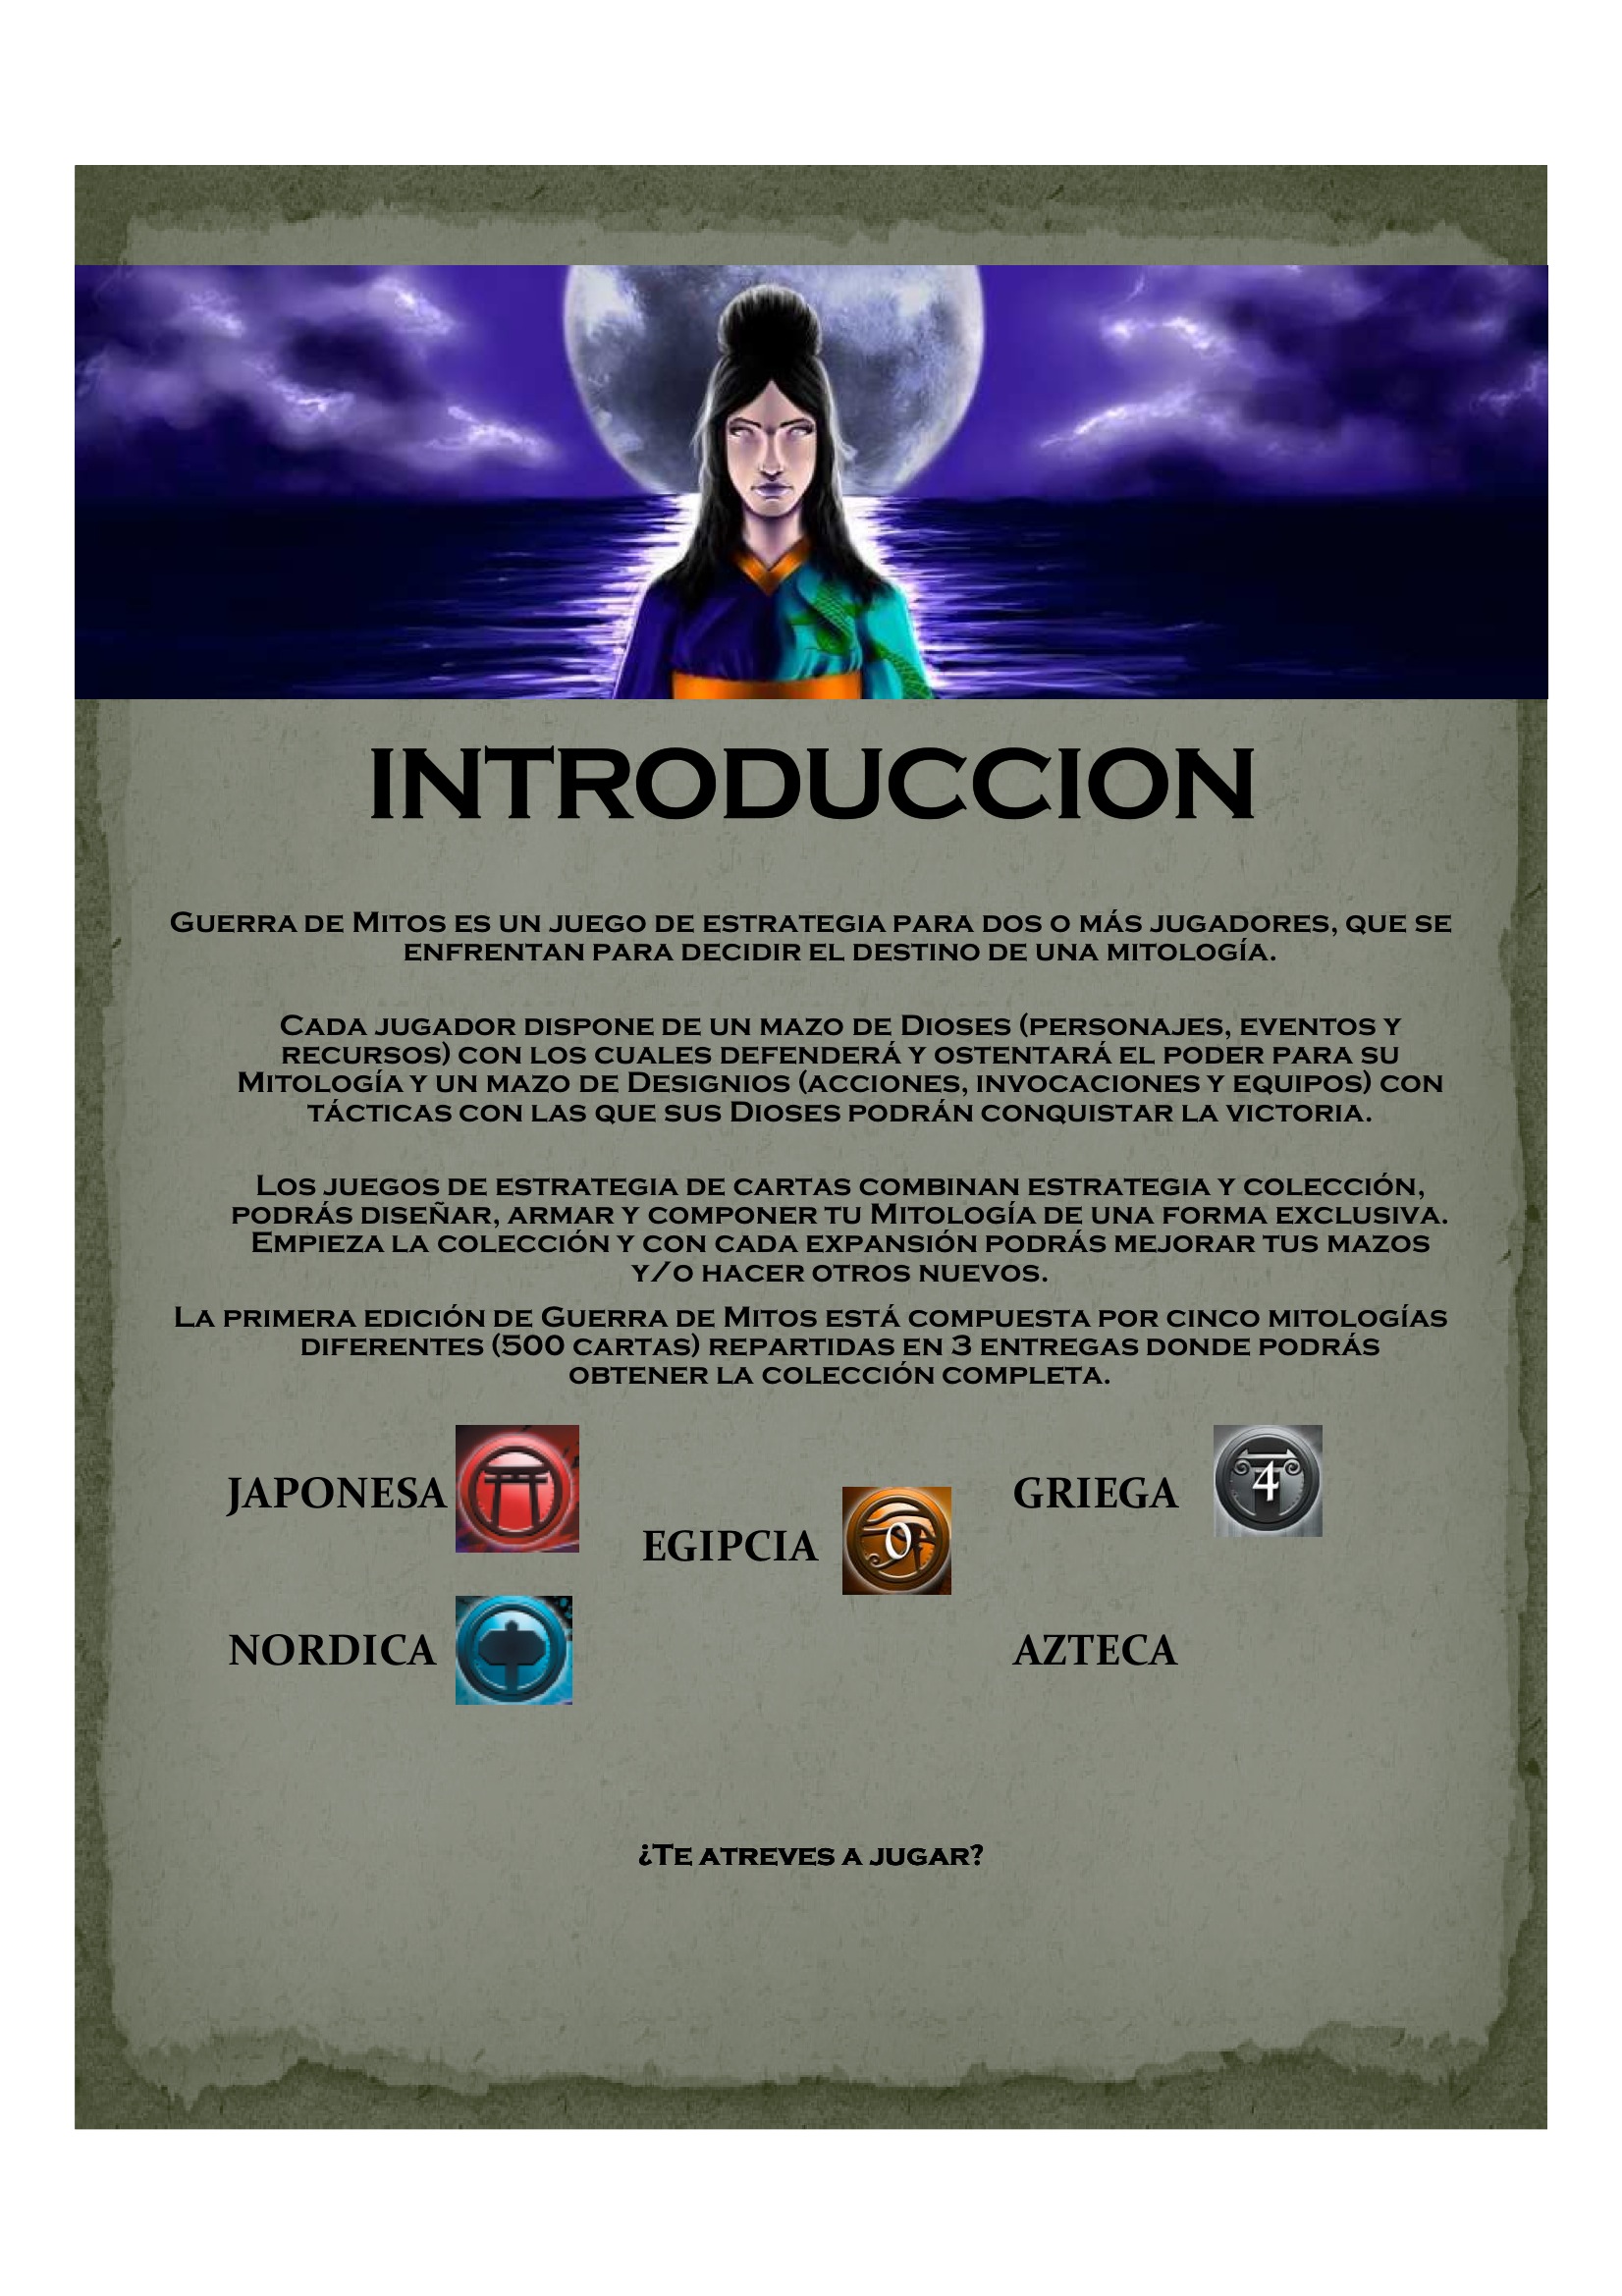 INTRODUCCION
Guerra de Mitos es un juego de estrategia para dos o más jugadores, que se
enfrentan para decidir el destino de una mitología.
Cada jugador dispone de un mazo de Dioses (personajes, eventos y
recursos) con los cuales defenderá y ostentará el poder para su
Mitología y un mazo de Designios (acciones, invocaciones y equipos) con
tácticas con las que sus Dioses podrán conquistar la victoria.
Los juegos de estrategia de cartas combinan estrategia y colección,
podrás diseñar, armar y componer tu Mitología de una forma exclusiva.
Empieza la colección y con cada expansión podrás mejorar tus mazos
y/o hacer otros nuevos.
La primera edición de Guerra de Mitos está compuesta por cinco mitologías
diferentes (500 cartas) repartidas en 3 entregas donde podrás
obtener la colección completa.
JAPONESA
GRIEGA
4
EGIPCIA
0
NORDICA
AZTECA
¿Te atreves a jugar?